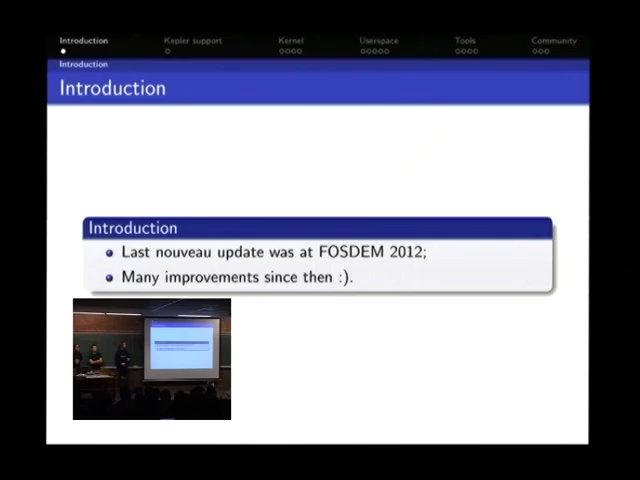 Introduction Kepler support Kernel Userspace Tools Community
Introduction
Introduction
Introduction
Last nouveau update was at FOSDEM 2012;
Many improvements since then :).